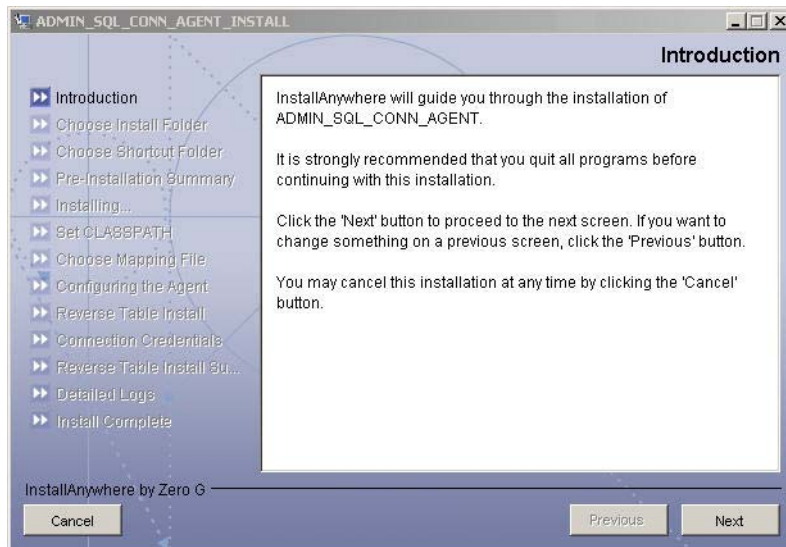 ADMIN_SQL_CONN_AGENT_INSTALL
Introduction
Introduction
Choose Install Folder
Choose Shortcut Folder
Pre-Installation Summary
Installing...
Set CLASSPATH
Choose Mapping File
Configuring the Agent
Reverse Table Install
Connection Credentials
Reverse Table Install Su...
Detailed Logs
Install Complete
InstallAnywhere will guide you through the installation of
ADMIN_SQL_CONN_AGENT.
It is strongly recommended that you quit all programs before
continuing with this installation.
Click the 'Next' button to proceed to the next screen. If you want to
change something on a previous screen, click the 'Previous' button.
You may cancel this installation at any time by clicking the 'Cancel'
button.
InstallAnywhere by Zero G
Cancel
Previous
Next